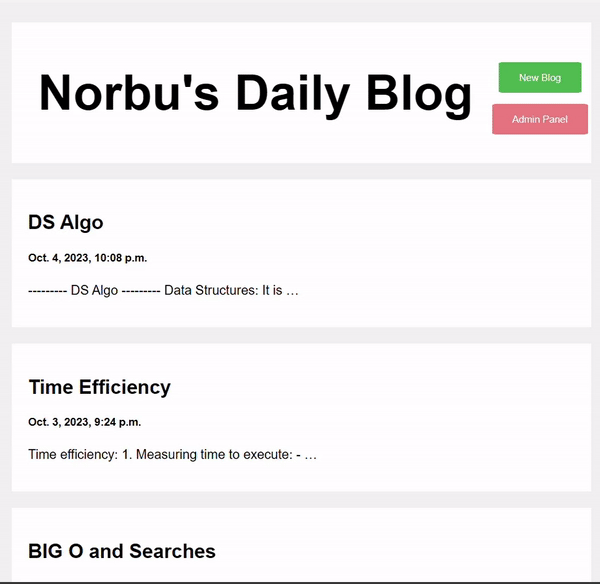 Norbu's Daily Blog
New Blog
Admin Panel
DS Algo
Oct. 4, 2023, 10:08 p.m.
--------- DS Algo --------- Data Structures: It is …
Time Efficiency
Oct. 3, 2023, 9:24 p.m.
Time efficiency: 1. Measuring time to execute: - …
BIG O and Searches